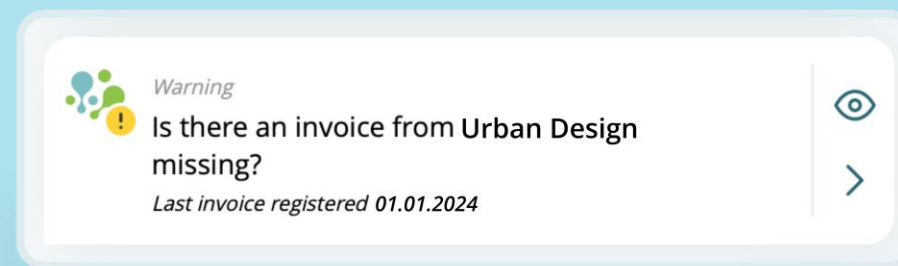 Warning
Is there an invoice from Urban Design
missing?
Last invoice registered 01.01.2024